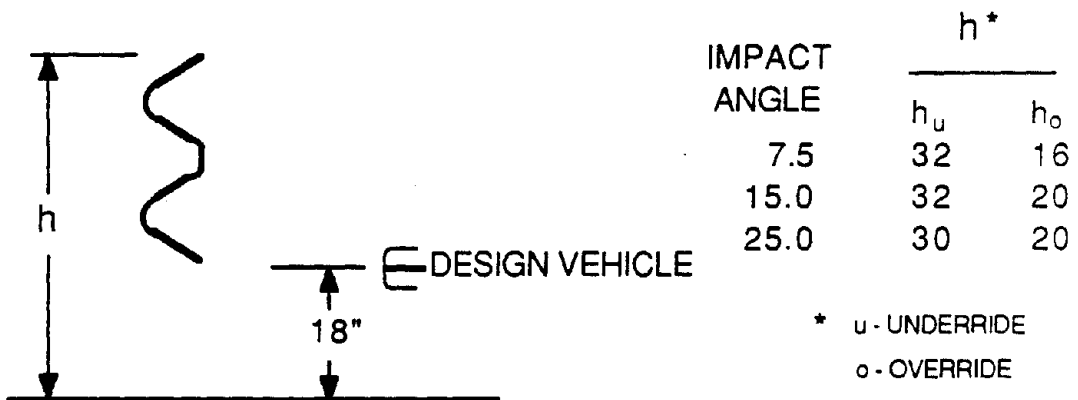 h
18"
DESIGN VEHICLE
IMPACT
ANGLE
h*
hᵤ hₒ
7.5 32 16
15.0 32 20
25.0 30 20
* u - UNDERRIDE
o - OVERRIDE